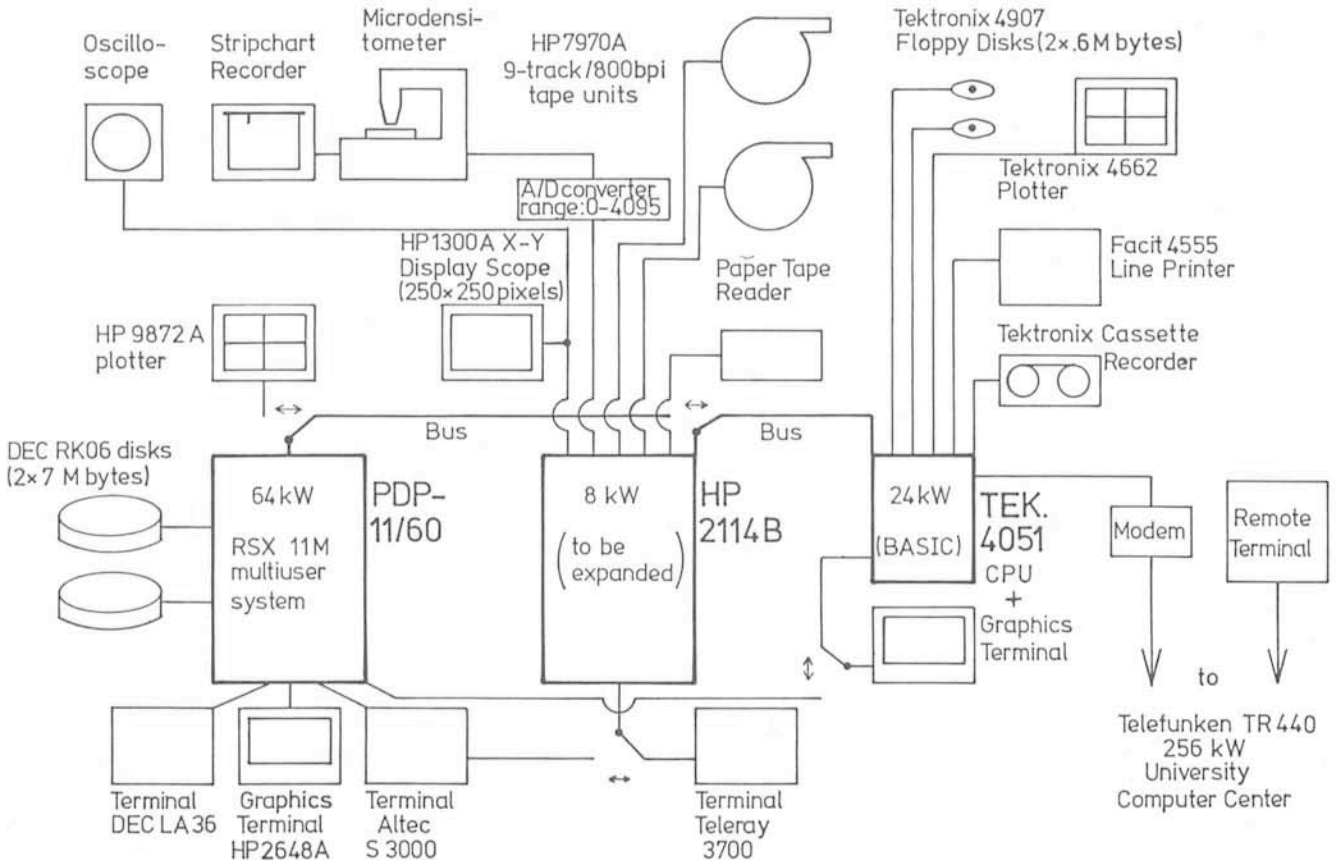 Oscillo-
scope
Stripchart
Recorder
Microdensi-
tometer
HP7970A
9-track/800bpi
tape units
Tektronix 4907
Floppy Disks(2×.6M bytes)
Tektronix 4662
Plotter
A/D converter
range:0-4095
HP1300A X-Y
Display Scope
(250×250 pixels)
Paper Tape
Reader
Facit 4555
Line Printer
HP 9872 A
plotter
Tektronix Cassette
Recorder
Bus
Bus
DEC RK06 disks
(2×7 M bytes)
64kW
RSX 11M
multiuser
system
PDP-
11/60
8 kW
(to be
expanded)
HP
2114B
24kW
(BASIC)
TEK.
4051
CPU
+
Graphics
Terminal
Modem
Remote
Terminal
to
Telefunken TR 440
256 kW
University
Computer Center
Terminal
DEC LA36
Graphics
Terminal
HP2648A
Terminal
Altec
S 3000
Terminal
Teleray
3700